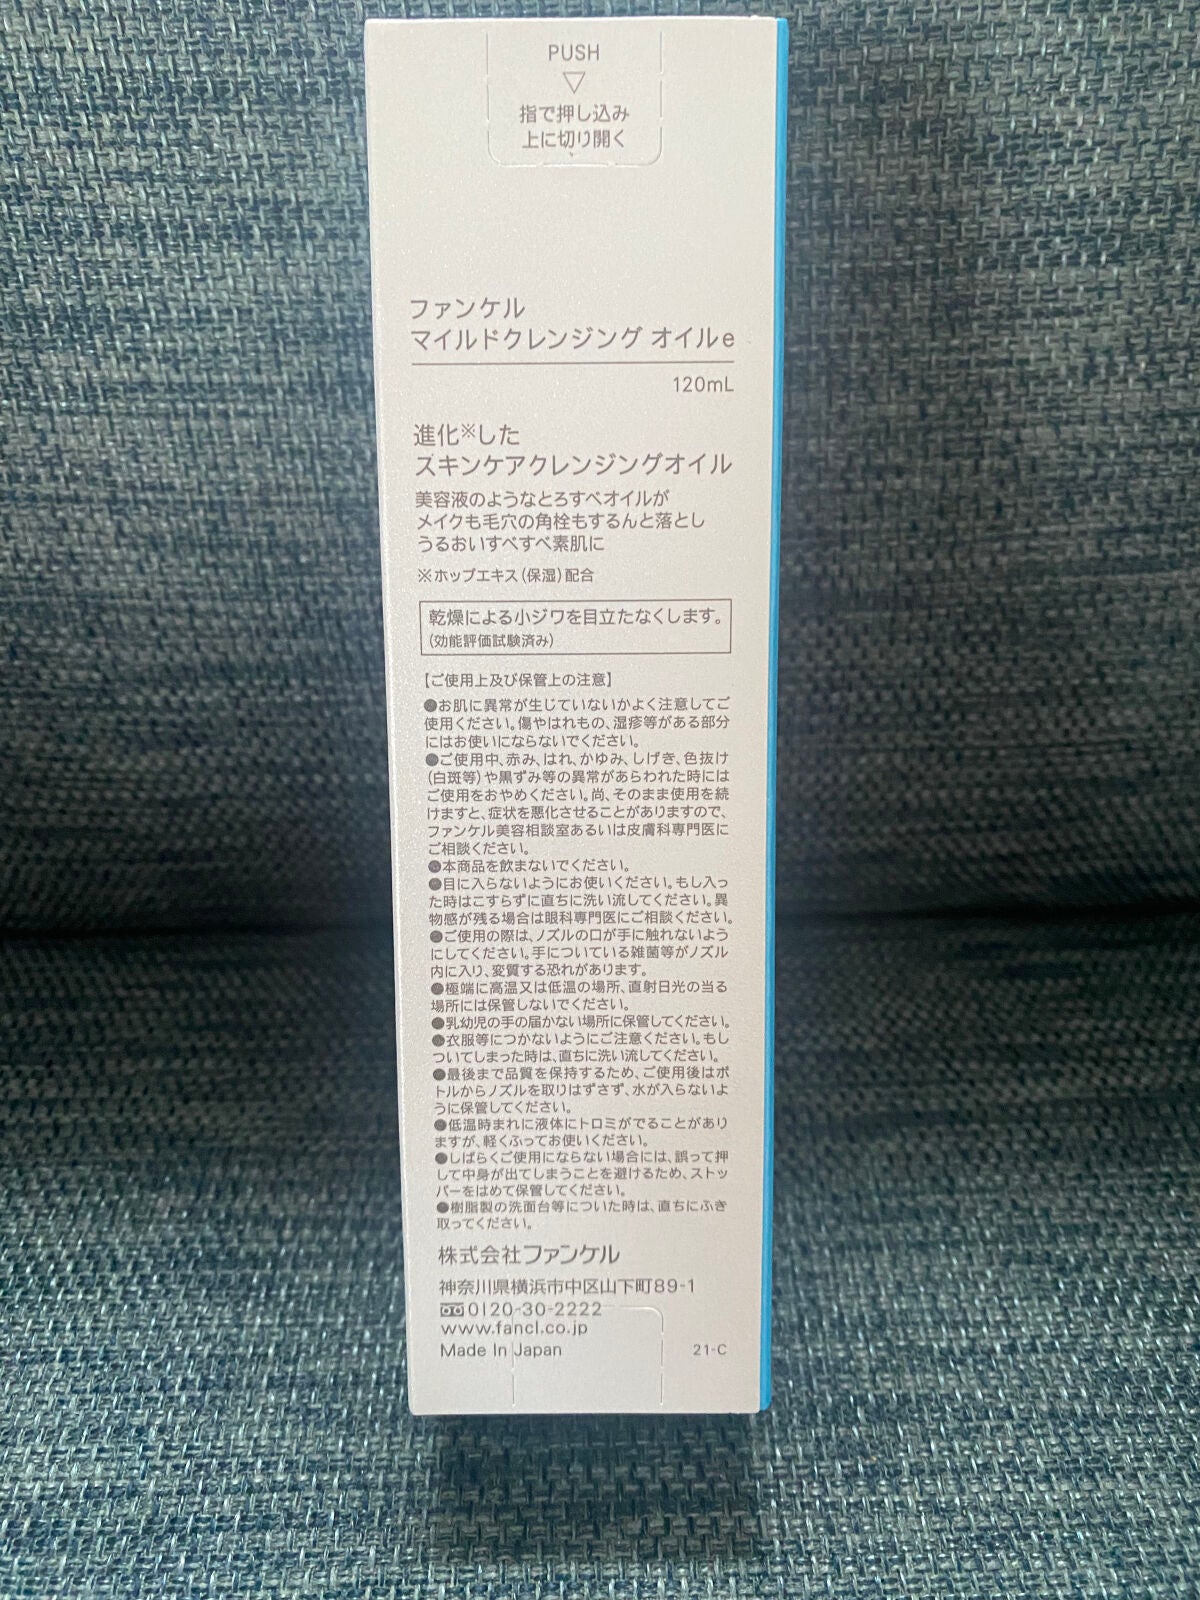 PUSH
▽
指で押し込み
上に切り開く
ファンケル
マイルドクレンジング オイルe
120mL
進化※した
スキンケアクレンジングオイル
美容液のようなとろすべオイルが
メイクも毛穴の角栓もするんと落とし
うるおいすべすべ素肌に
※ホップエキス(保湿)配合
乾燥による小ジワを目立たなくします。
(効能評価試験済み)
【ご使用上及び保管上の注意】
●お肌に異常が生じていないかよく注意してご
使用ください。傷やはれもの、湿疹等がある部分
にはお使いにならないでください。
●ご使用中、赤み、はれ、かゆみ、しげき、色抜け
(白斑等)や黒ずみ等の異常があらわれた時には
ご使用をおやめください。尚、そのまま使用を続
けますと、症状を悪化させることがありますので、
ファンケル美容相談室あるいは皮膚科専門医に
ご相談ください。
●本商品を飲まないでください。
●目に入らないようにお使いください。もし入っ
た時はこすらずに直ちに洗い流してください。異
物感が残る場合は眼科専門医にご相談ください。
●ご使用の際は、ノズルの口が手に触れないよう
にしてください。手についている雑菌等がノズル
内に入り、変質する恐れがあります。
●極端に高温又は低温の場所、直射日光の当る
場所には保管しないでください。
●乳幼児の手の届かない場所に保管してください。
●衣服等につかないようにご注意ください。もし
ついてしまった時は、直ちに洗い流してください。
●最後まで品質を保持するため、ご使用後はボ
トルからノズルを取りはずさず、水が入らないよ
うに保管してください。
●低温時まれに液体にトロミがでることがあり
ますが、軽くふってお使いください。
●しばらくご使用にならない場合には、誤って押
して中身が出てしまうことを避けるため、ストッ
パーをはめて保管してください。
●樹脂製の洗面台等についた時は、直ちにふき
取ってください。
株式会社ファンケル
神奈川県横浜市中区山下町89-1
0120-30-2222
www.fancl.co.jp
Made In Japan
21-C